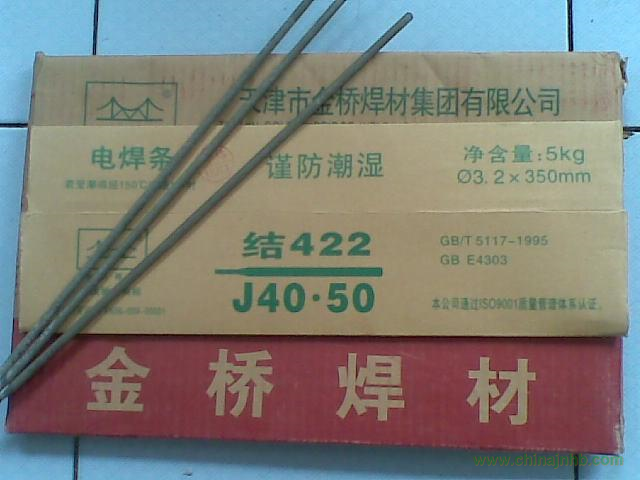 天津市金桥焊材集团有限公司
电焊条
谨防潮湿
净含量:5kg
Ø3.2×350mm
结422
J40·50
GB/T 5117-1995
GB E4303
本公司通过ISO9001质量管理体系认证。
金桥焊材